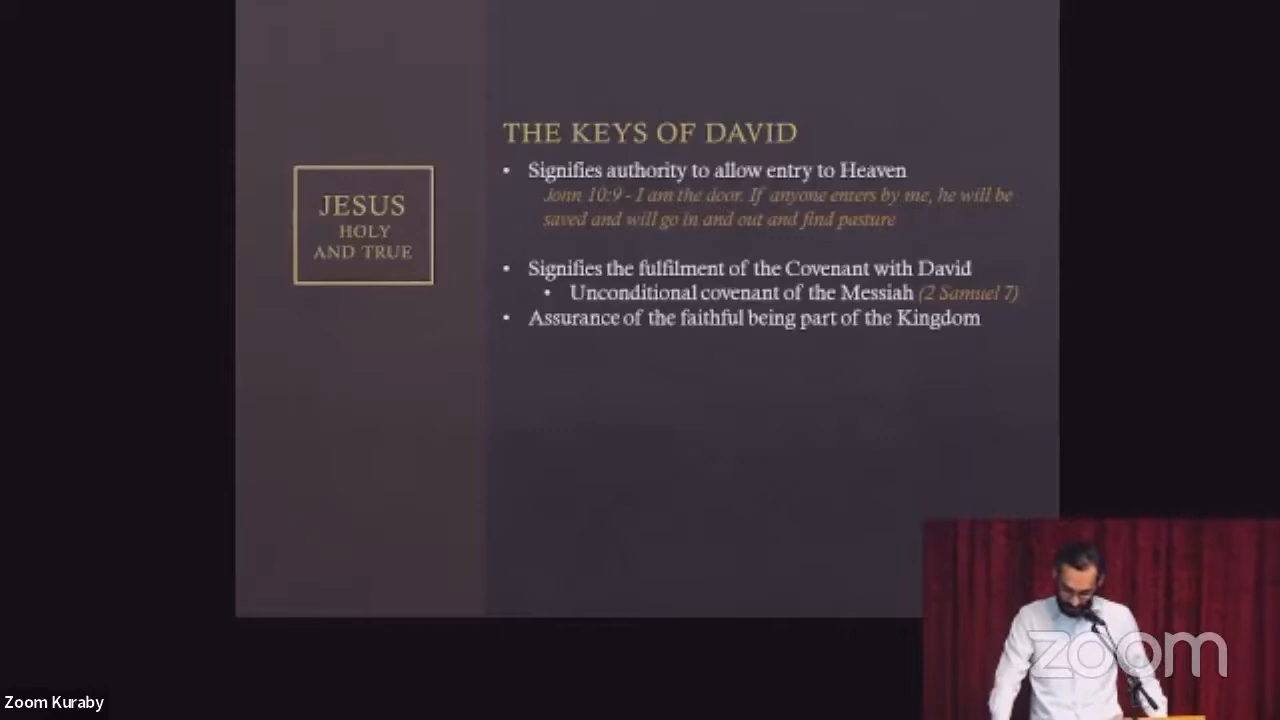 THE KEYS OF DAVID
• Signifies authority to allow entry to Heaven
John 10:9 - I am the door. If anyone enters by me, he will be
saved and will go in and out and find pasture
JESUS
HOLY
AND TRUE
• Signifies the fulfilment of the Covenant with David
• Unconditional covenant of the Messiah (2 Samuel 7)
• Assurance of the faithful being part of the Kingdom
zoom
Zoom Kuraby